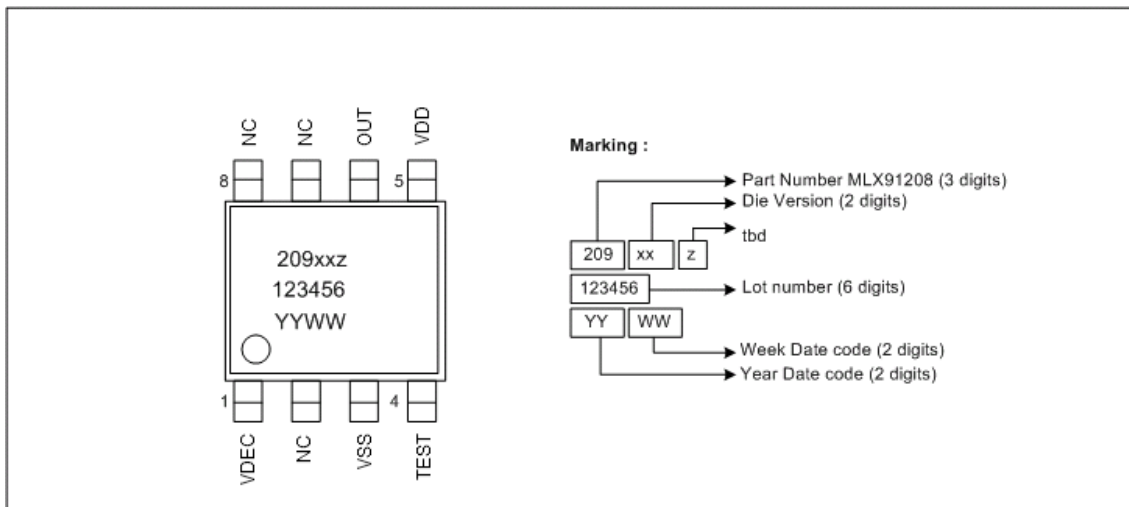 NC NC OUT VDD
8 5
209xxz
123456
YYWW
1 4
VDEC NC VSS TEST
Marking :
Part Number MLX91208 (3 digits)
Die Version (2 digits)
tbd
209 xx z
123456 Lot number (6 digits)
YY WW
Week Date code (2 digits)
Year Date code (2 digits)